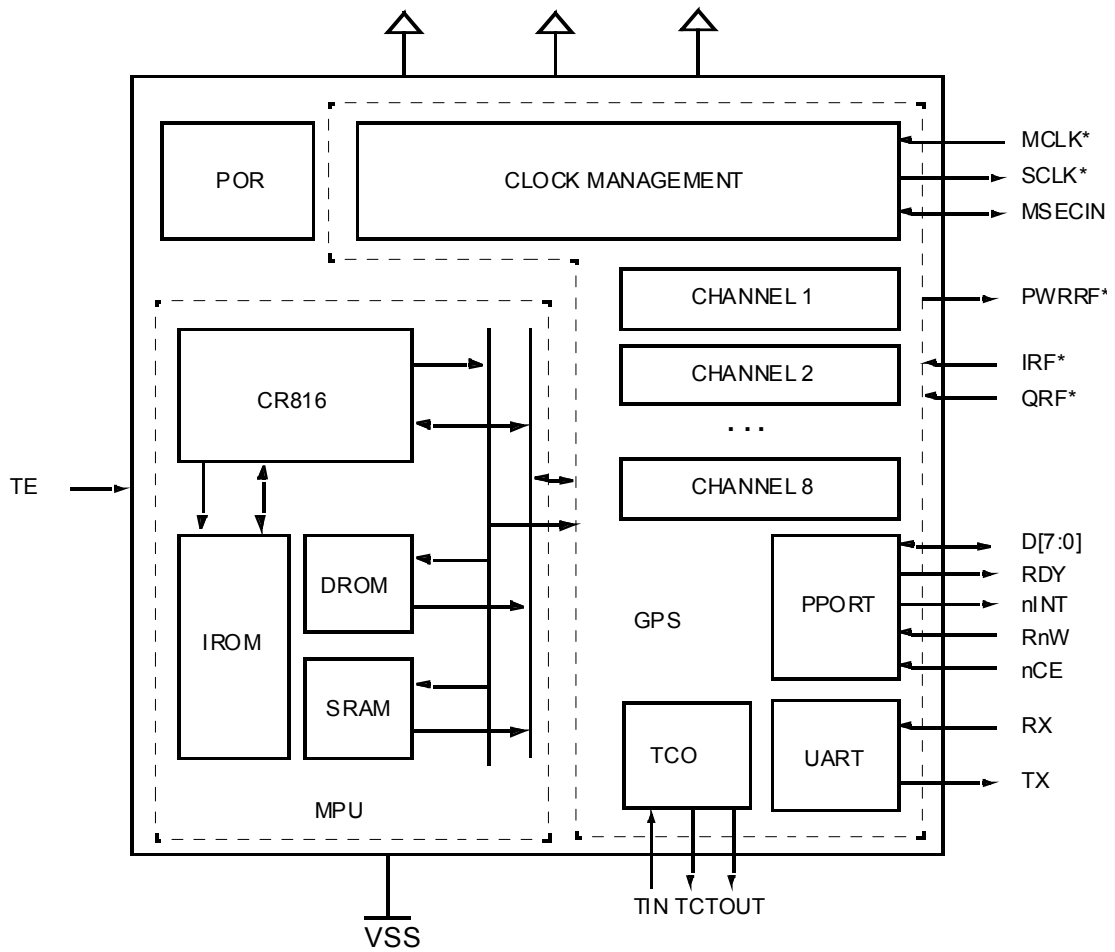 POR
CLOCK MANAGEMENT
MCLK*
SCLK*
MSECIN
CHANNEL 1
PWRRF*
CR816
CHANNEL 2
IRF*
QRF*
. . .
TE
CHANNEL 8
IROM
DROM
SRAM
MPU
GPS
PPORT
D[7:0]
RDY
nINT
RnW
nCE
TCO
UART
RX
TX
TIN TCTOUT
VSS